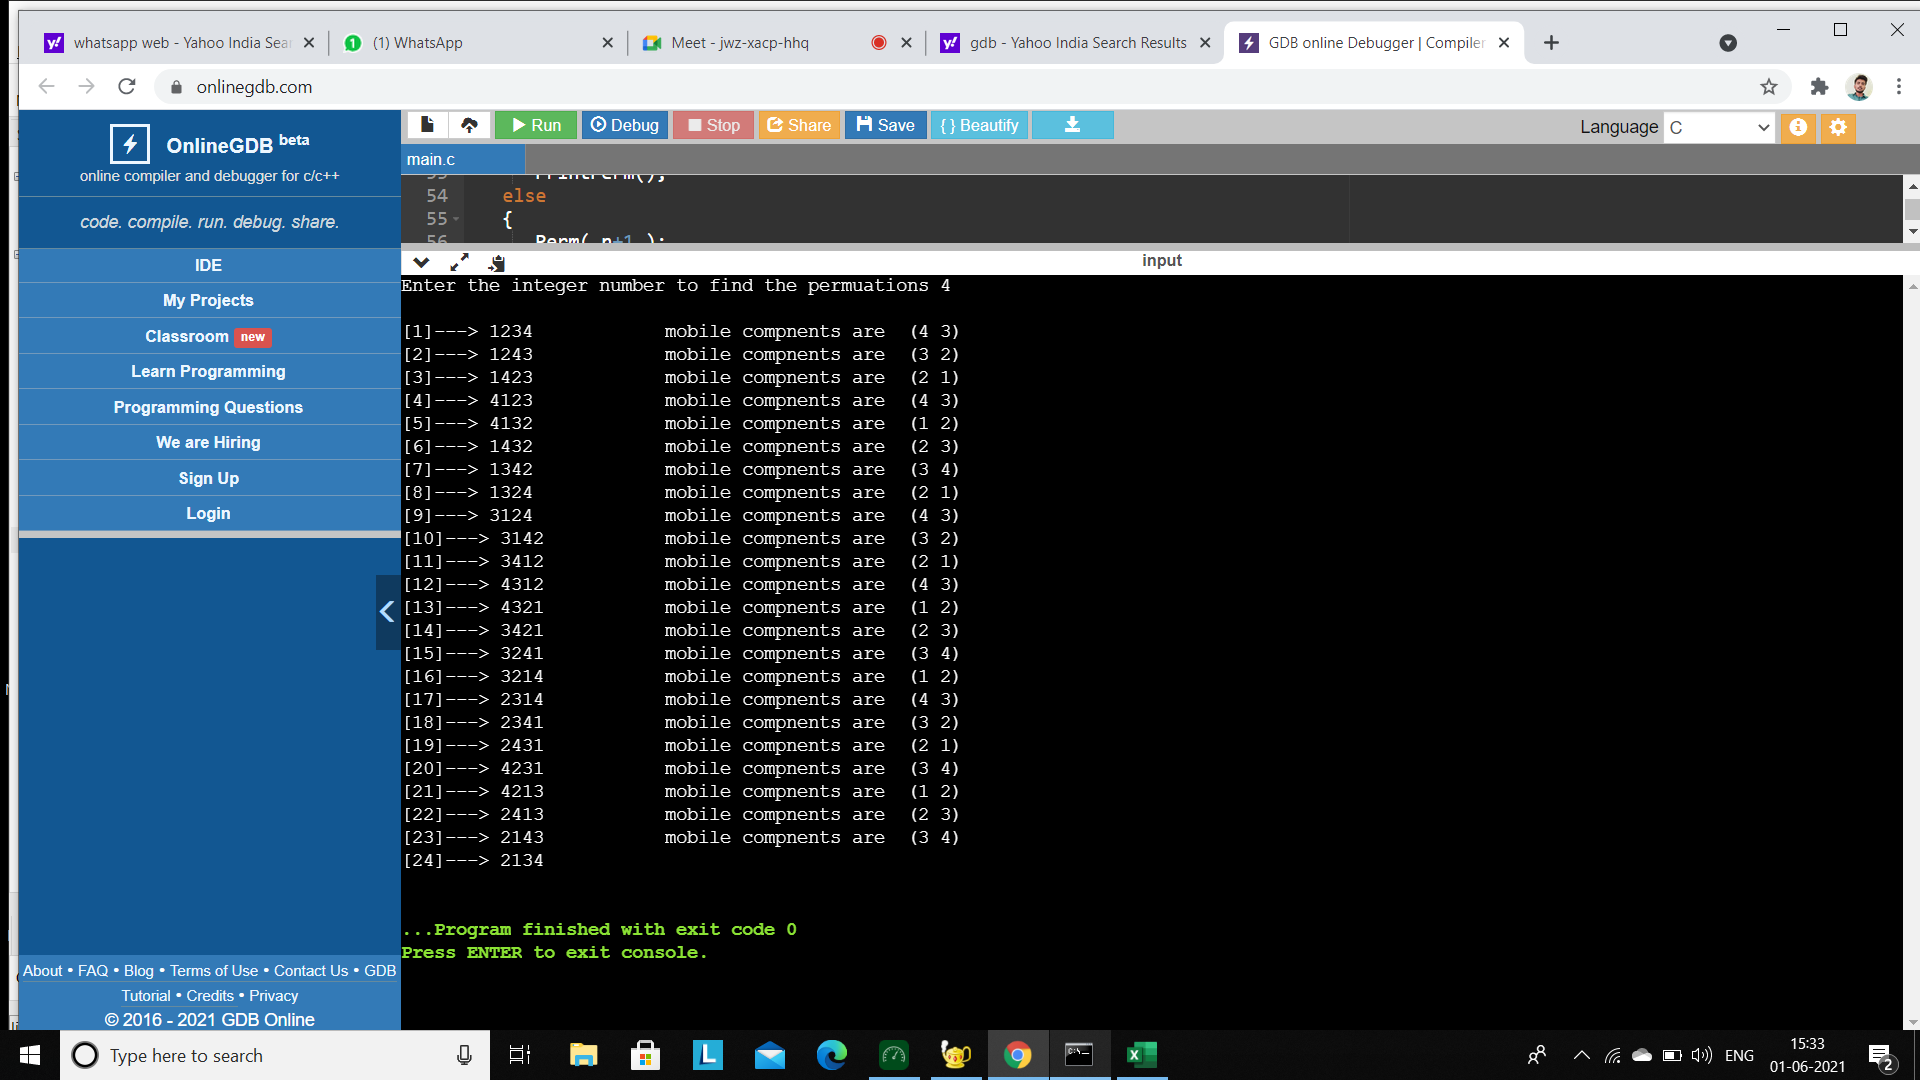 whatsapp web - Yahoo India Sear
(1) WhatsApp
Meet - jwz-xacp-hhq
gdb - Yahoo India Search Results
GDB online Debugger | Compiler
onlinegdb.com
OnlineGDB beta
online compiler and debugger for c/c++
code. compile. run. debug. share.
IDE
My Projects
Classroom new
Learn Programming
Programming Questions
We are Hiring
Sign Up
Login
About • FAQ • Blog • Terms of Use • Contact Us • GDB
Tutorial • Credits • Privacy
© 2016 - 2021 GDB Online
Run Debug Stop Share Save { } Beautify
Language C
main.c
54 else
55 {
56 Perm( n+1 );
input
Enter the integer number to find the permuations 4
[1]---> 1234 mobile compnents are (4 3)
[2]---> 1243 mobile compnents are (3 2)
[3]---> 1423 mobile compnents are (2 1)
[4]---> 4123 mobile compnents are (4 3)
[5]---> 4132 mobile compnents are (1 2)
[6]---> 1432 mobile compnents are (2 3)
[7]---> 1342 mobile compnents are (3 4)
[8]---> 1324 mobile compnents are (2 1)
[9]---> 3124 mobile compnents are (4 3)
[10]---> 3142 mobile compnents are (3 2)
[11]---> 3412 mobile compnents are (2 1)
[12]---> 4312 mobile compnents are (4 3)
[13]---> 4321 mobile compnents are (1 2)
[14]---> 3421 mobile compnents are (2 3)
[15]---> 3241 mobile compnents are (3 4)
[16]---> 3214 mobile compnents are (1 2)
[17]---> 2314 mobile compnents are (4 3)
[18]---> 2341 mobile compnents are (3 2)
[19]---> 2431 mobile compnents are (2 1)
[20]---> 4231 mobile compnents are (3 4)
[21]---> 4213 mobile compnents are (1 2)
[22]---> 2413 mobile compnents are (2 3)
[23]---> 2143 mobile compnents are (3 4)
[24]---> 2134
...Program finished with exit code 0
Press ENTER to exit console.
Type here to search
ENG
15:33
01-06-2021
2